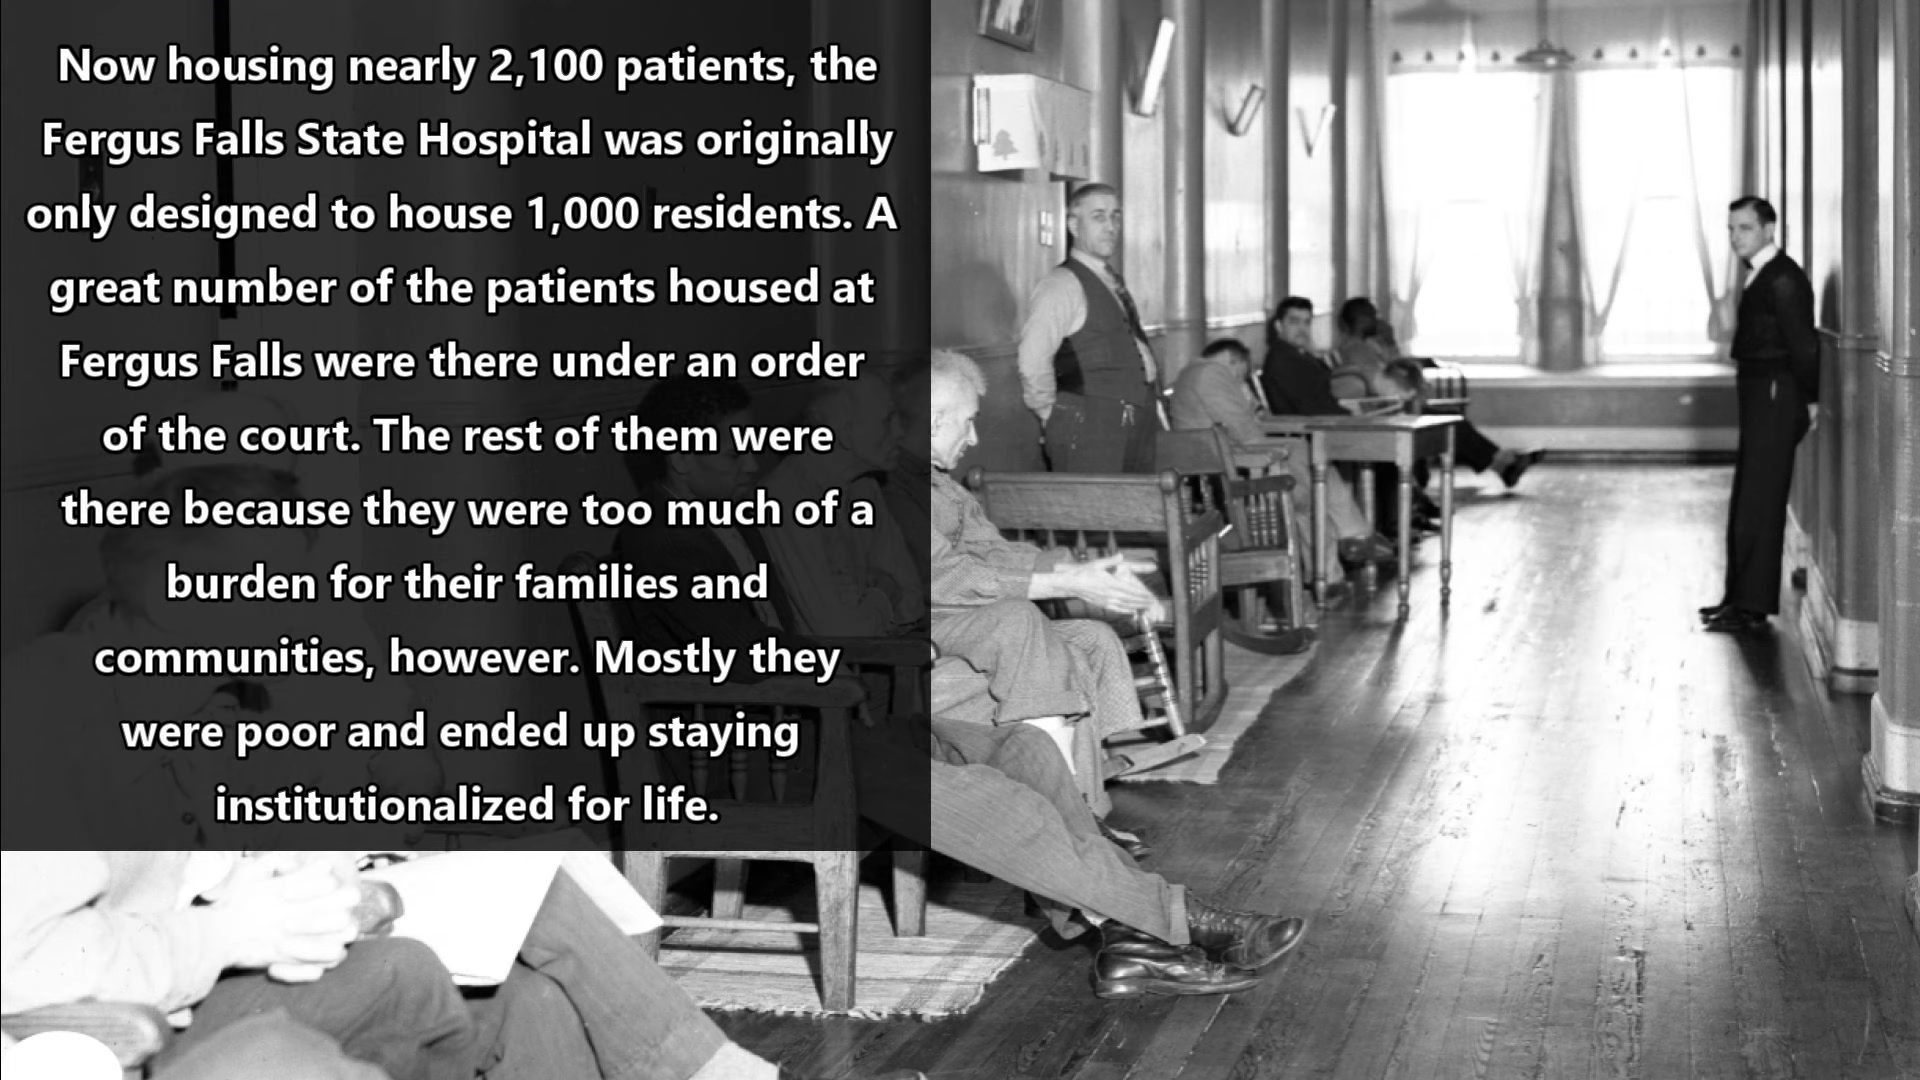 Now housing nearly 2,100 patients, the
Fergus Falls State Hospital was originally
only designed to house 1,000 residents. A
great number of the patients housed at
Fergus Falls were there under an order
of the court. The rest of them were
there because they were too much of a
burden for their families and
communities, however. Mostly they
were poor and ended up staying
institutionalized for life.